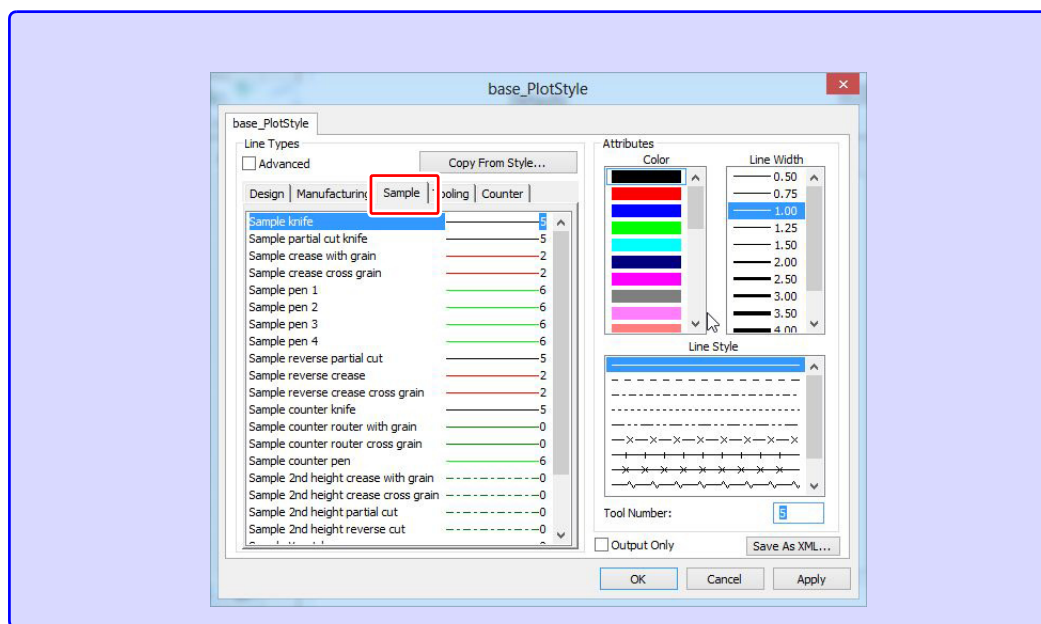 base_PlotStyle
base_PlotStyle
Line Types
Advanced
Copy From Style...
Design
Manufacturing
Sample
Counter
Sample knife 5
Sample partial cut knife 5
Sample crease with grain 2
Sample crease cross grain 2
Sample pen 1 6
Sample pen 2 6
Sample pen 3 6
Sample pen 4 6
Sample reverse partial cut 5
Sample reverse crease 2
Sample reverse crease cross grain 2
Sample counter knife 5
Sample counter router with grain 0
Sample counter router cross grain 0
Sample counter pen 6
Sample 2nd height crease with grain 0
Sample 2nd height crease cross grain 0
Sample 2nd height partial cut 0
Sample 2nd height reverse cut 0
Attributes
Color
Line Width
0.50
0.75
1.00
1.25
1.50
2.00
2.50
3.00
3.50
4.00
Line Style
Tool Number: 5
Output Only
Save As XML...
OK
Cancel
Apply